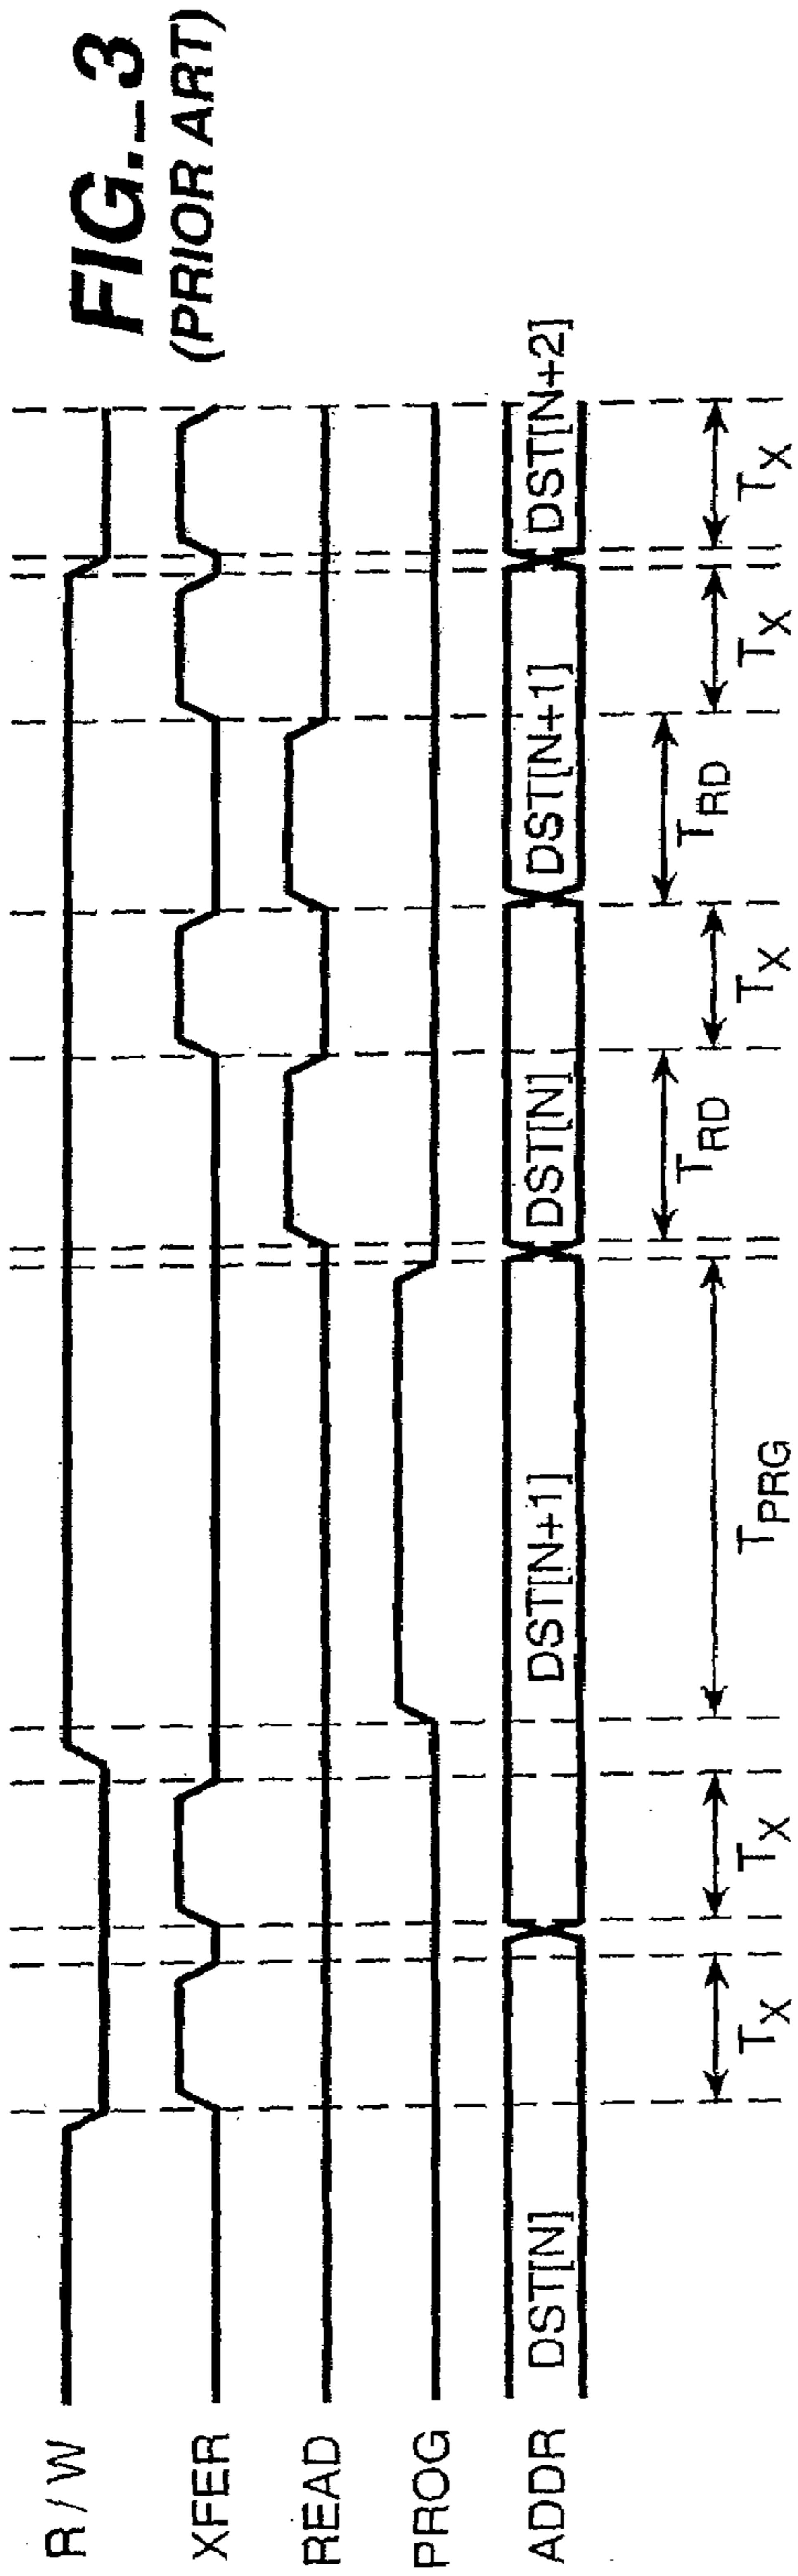 FIG._3
(PRIOR ART)
R/W
XFER
READ
PROG
ADDR
DST[N]
DST[N+1]
DST[N]
DST[N+1]
DST[N+2]
TX
TX
TPRG
TRD
TX
TRD
TX
TX